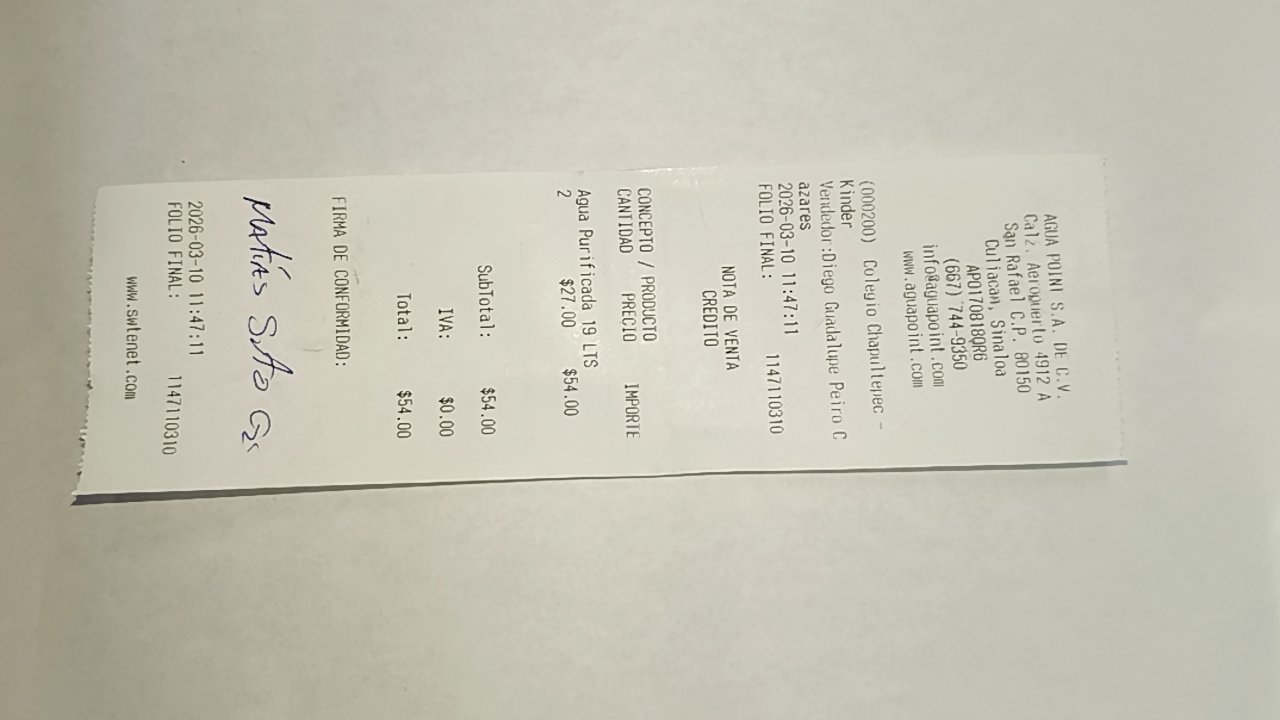 AGUA POINI S.A. DE C.V.
Calz. Aeropuerto 4912 A
San Rafael C.P. 80150
Culiacan, Sinaloa
APO170818QR6
(667) 744-9350
info@aguapoint.com
www.aguapoint.com
(000200) Colegio Chapultepec -
Kinder
Vendedor:Diego Guadalupe Peiro C
azares
2026-03-10 11:47:11
FOLIO FINAL: 1147110310
NOTA DE VENTA
CREDITO
CONCEPTO / PRODUCTO
CANTIDAD PRECIO IMPORTE
Agua Purificada 19 LTS
2 $27.00 $54.00
SubTotal: $54.00
IVA: $0.00
Total: $54.00
FIRMA DE CONFORMIDAD:
Matías Soto
2026-03-10 11:47:11
FOLIO FINAL: 1147110310
www.swtenet.com